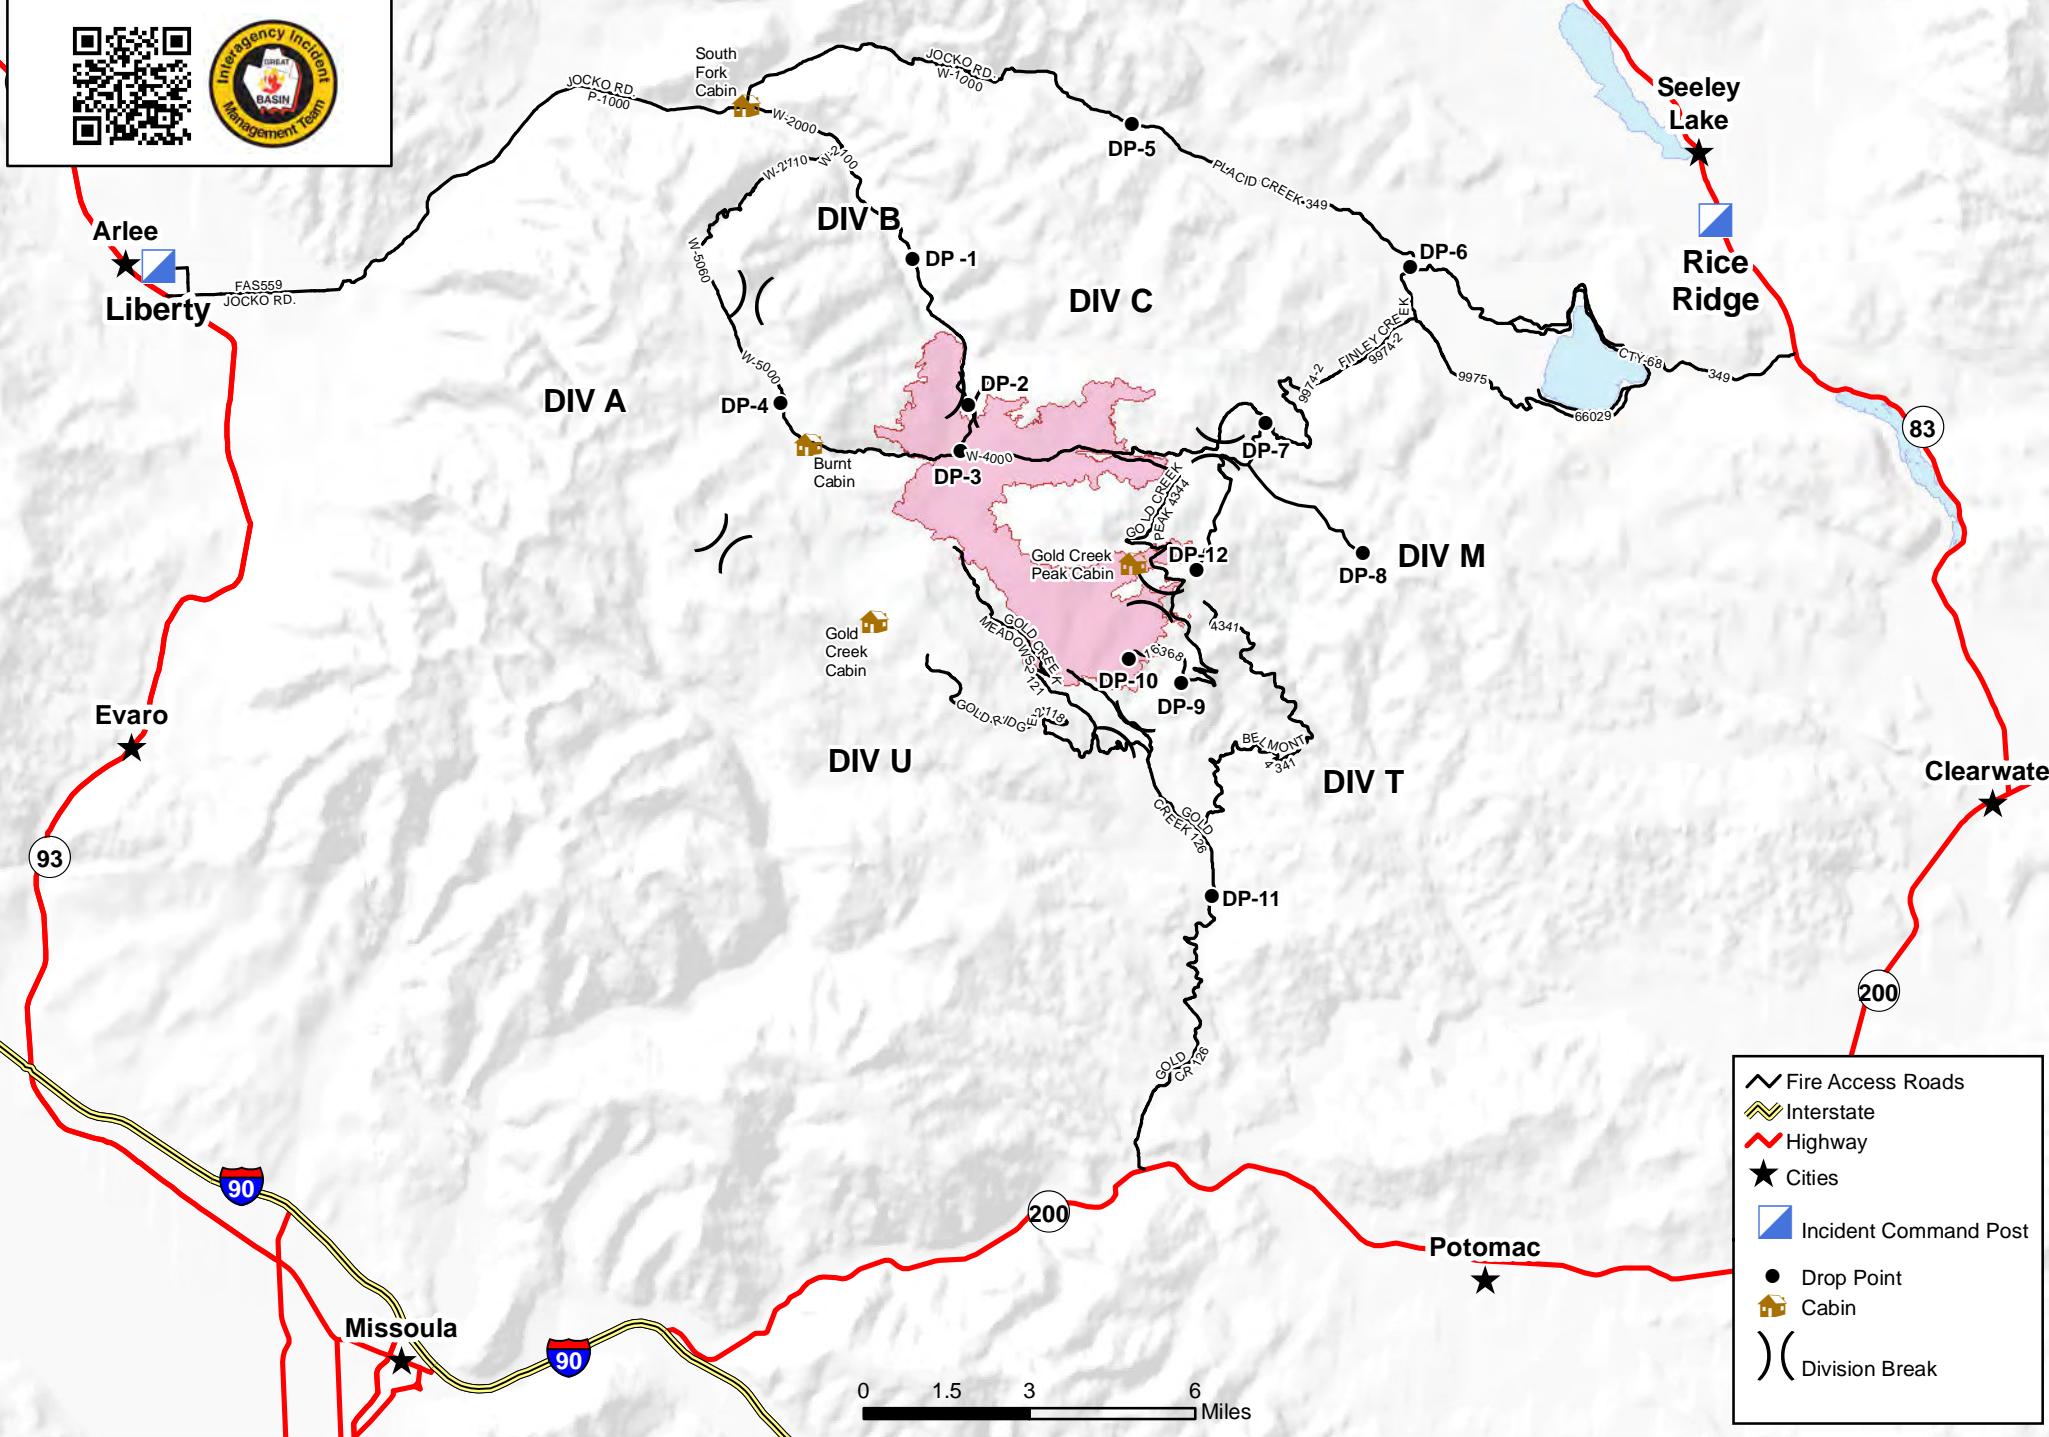 Interagency Incident
GREAT
BASIN
Management Team
South
Fork
Cabin
JOCKO RD.
W-1000
JOCKO RD.
P-1000
W-2000
W-2100
W-2110
DP-5
PLACID CREEK 349
Seeley
Lake
Arlee
Liberty
FAS559
JOCKO RD.
DIV B
W-5060
DP -1
DIV C
DP-6
Rice
Ridge
FINLEY CREEK
9974-2
9974-2
9975
CTY-68
349
66029
83
DIV A
W-5000
DP-4
DP-2
Burnt
Cabin
DP-3
W-4000
DP-7
GOLD CREEK
PEAK 4344
Gold Creek
Peak Cabin
DP-12
DP-8
DIV M
Gold
Creek
Cabin
GOLD CREEK
MEADOWS 2121
4341
16368
DP-10
DP-9
GOLD RIDGE 2118
BELMONT
4341
DIV U
DIV T
Evaro
Clearwate
GOLD
CREEK 126
93
DP-11
200
GOLD
CR 126
90
200
Potomac
Missoula
90
0 1.5 3 6
Miles
Fire Access Roads
Interstate
Highway
Cities
Incident Command Post
Drop Point
Cabin
Division Break